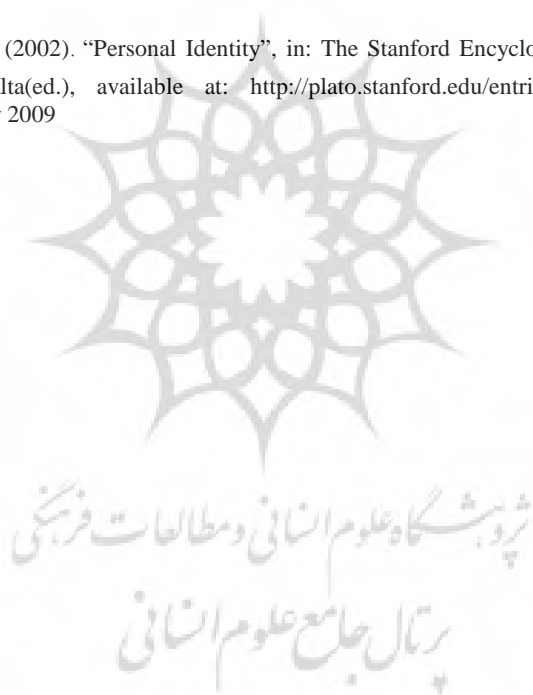 (2002). “Personal Identity”, in: The Stanford Encyclo
lta(ed.), available at: http://plato.stanford.edu/entri
2009
پژوهشگاه علوم انسانی و مطالعات فرهنگی
پرتال جامع علوم انسانی